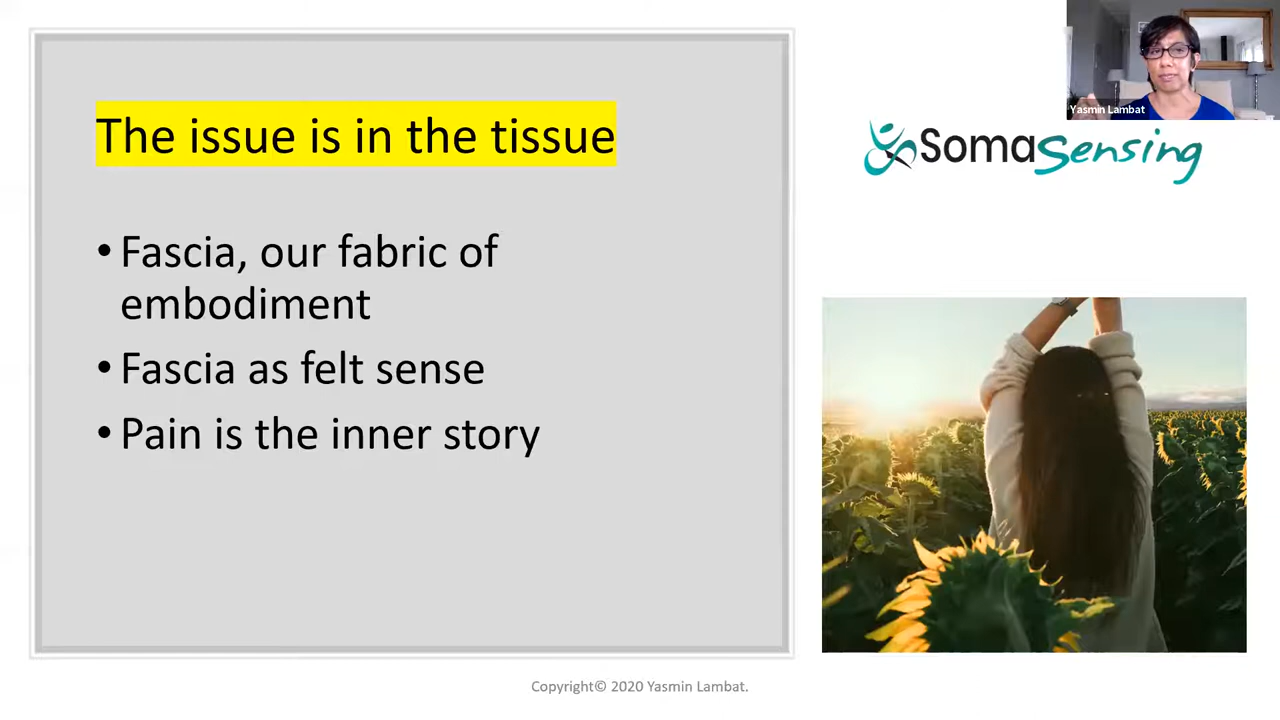 The issue is in the tissue
• Fascia, our fabric of
embodiment
• Fascia as felt sense
• Pain is the inner story
Yasmin Lambat
SomaSensing
Copyright© 2020 Yasmin Lambat.